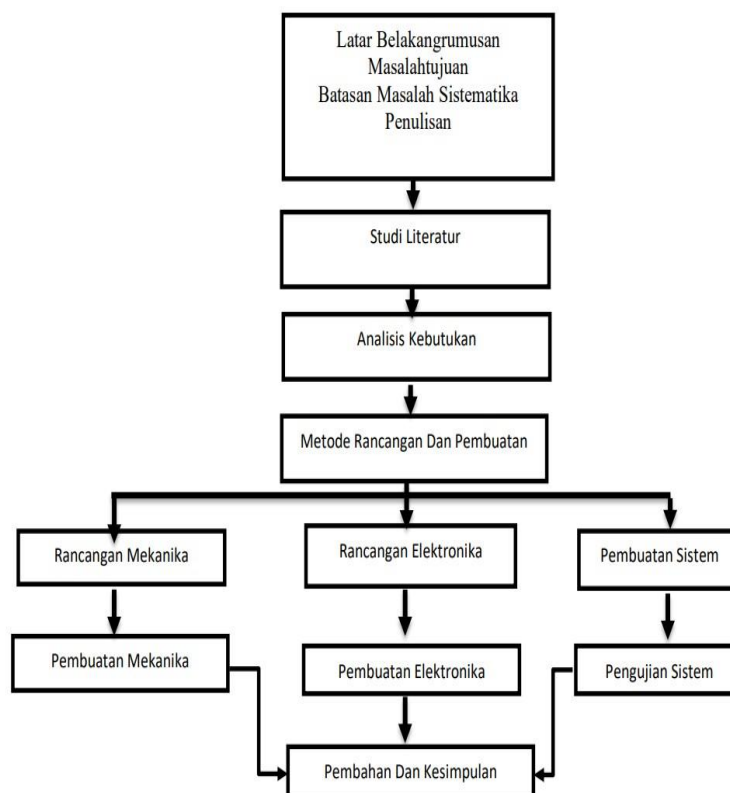 Latar Belakangrumusan
Masalahtujuan
Batasan Masalah Sistematika
Penulisan
Studi Literatur
Analisis Kebutukan
Metode Rancangan Dan Pembuatan
Rancangan Mekanika
Rancangan Elektronika
Pembuatan Sistem
Pembuatan Mekanika
Pembuatan Elektronika
Pengujian Sistem
Pembahan Dan Kesimpulan